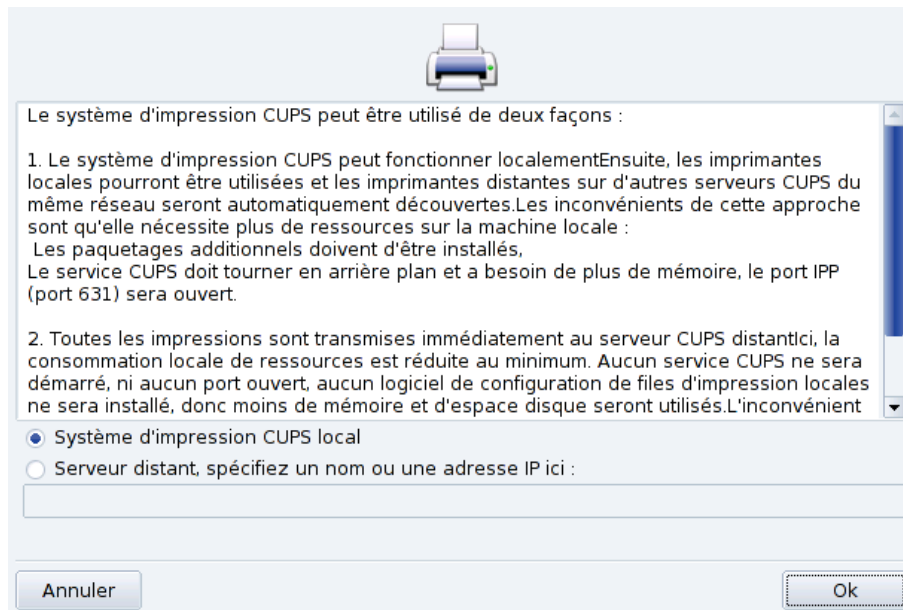 Le système d'impression CUPS peut être utilisé de deux façons :
1. Le système d'impression CUPS peut fonctionner localementEnsuite, les imprimantes
locales pourront être utilisées et les imprimantes distantes sur d'autres serveurs CUPS du
même réseau seront automatiquement découvertes.Les inconvénients de cette approche
sont qu'elle nécessite plus de ressources sur la machine locale :
Les paquetages additionnels doivent d'être installés,
Le service CUPS doit tourner en arrière plan et a besoin de plus de mémoire, le port IPP
(port 631) sera ouvert.
2. Toutes les impressions sont transmises immédiatement au serveur CUPS distantIci, la
consommation locale de ressources est réduite au minimum. Aucun service CUPS ne sera
démarré, ni aucun port ouvert, aucun logiciel de configuration de files d'impression locales
ne sera installé, donc moins de mémoire et d'espace disque seront utilisés.L'inconvénient
Système d'impression CUPS local
Serveur distant, spécifiez un nom ou une adresse IP ici :
Annuler
Ok